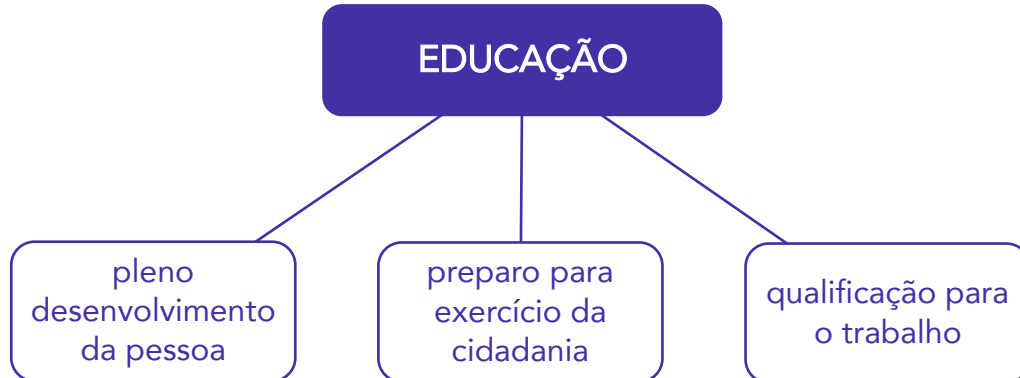 EDUCAÇÃO
pleno
desenvolvimento
da pessoa
preparo para
exercício da
cidadania
qualificação para
o trabalho